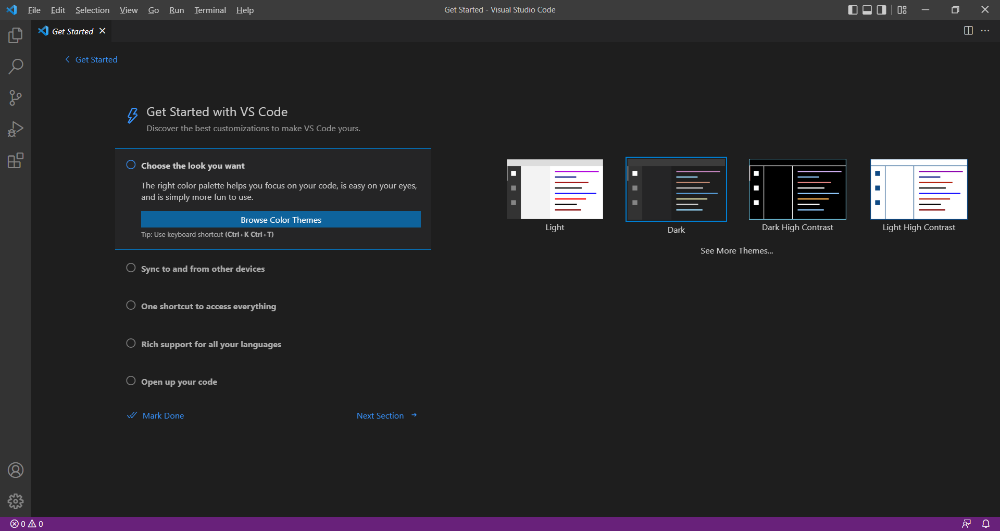 File Edit Selection View Go Run Terminal Help
Get Started - Visual Studio Code
Get Started
Get Started
Get Started with VS Code
Discover the best customizations to make VS Code yours.
Choose the look you want
The right color palette helps you focus on your code, is easy on your eyes,
and is simply more fun to use.
Browse Color Themes
Tip: Use keyboard shortcut (Ctrl+K Ctrl+T)
Sync to and from other devices
One shortcut to access everything
Rich support for all your languages
Open up your code
Mark Done
Next Section
Light
Dark
Dark High Contrast
Light High Contrast
See More Themes...
0 0